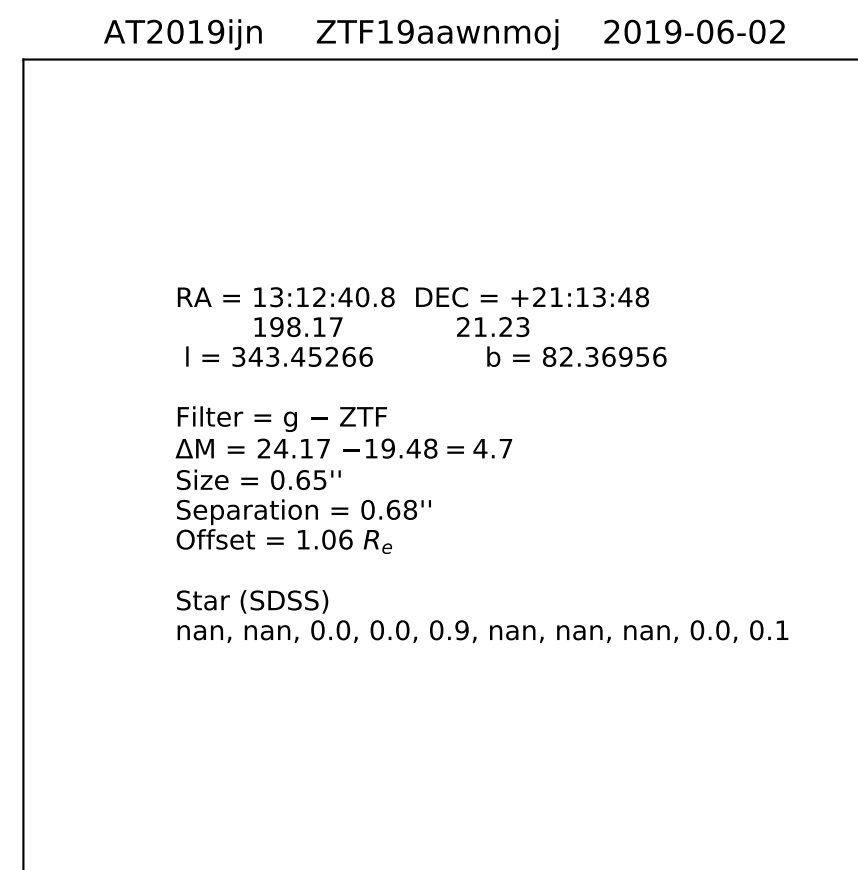 AT2019ijn ZTF19aawnmoj 2019-06-02
RA = 13:12:40.8 DEC = +21:13:48
198.17 21.23
l = 343.45266 b = 82.36956
Filter = g − ZTF
ΔM = 24.17 −19.48 = 4.7
Size = 0.65''
Separation = 0.68''
Offset = 1.06 Rₑ
Star (SDSS)
nan, nan, 0.0, 0.0, 0.9, nan, nan, nan, 0.0, 0.1